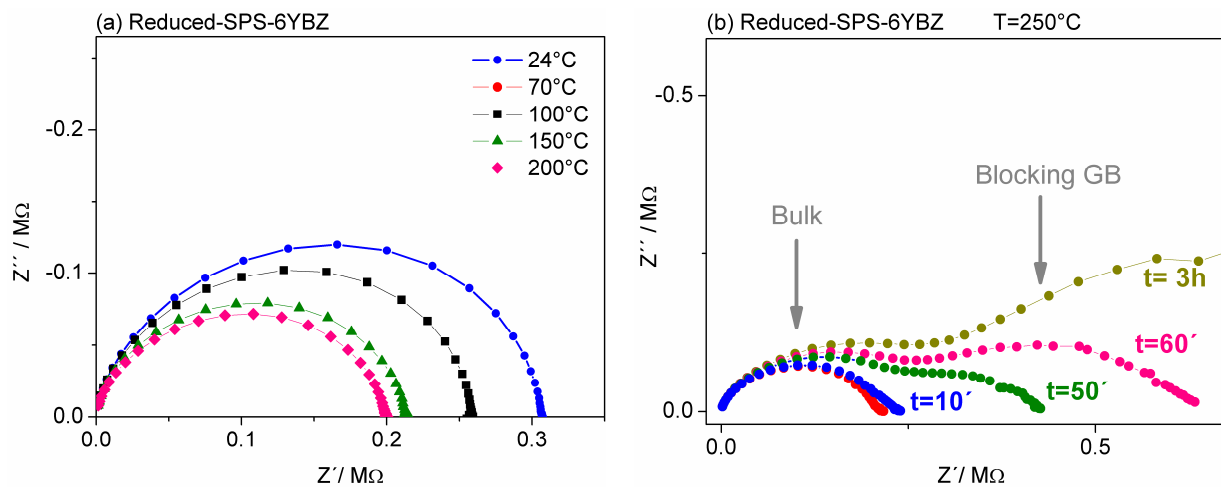 (a) Reduced-SPS-6YBZ
24°C
70°C
100°C
150°C
200°C
-0.2
-0.1
0.0
0.0
0.1
0.2
0.3
Z´´ / MΩ
Z´/ MΩ
(b) Reduced-SPS-6YBZ T=250°C
-0.5
0.0
0.0
0.5
Z´´ / MΩ
Z´/ MΩ
Bulk
Blocking GB
t= 3h
t=60´
t=50´
t=10´